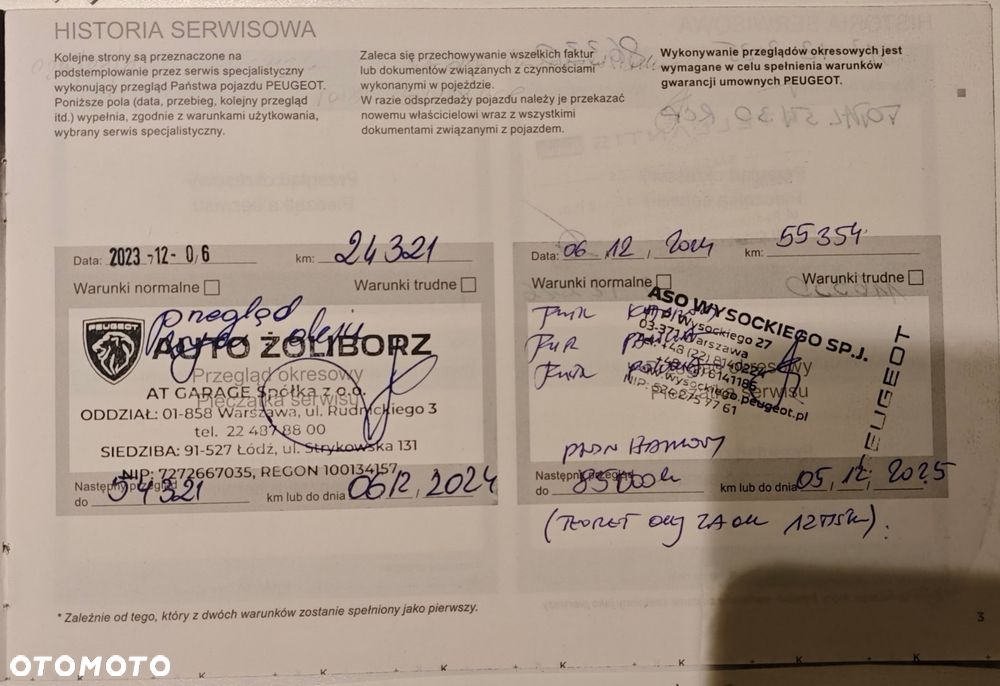 HISTORIA SERWISOWA
Kolejne strony są przeznaczone na
podstemplowanie przez serwis specjalistyczny
wykonujący przegląd Państwa pojazdu PEUGEOT.
Poniższe pola (data, przebieg, kolejny przegląd
itd.) wypełnia, zgodnie z warunkami użytkowania,
wybrany serwis specjalistyczny.
Zaleca się przechowywanie wszelkich faktur
lub dokumentów związanych z czynnościami
wykonanymi w pojeździe.
W razie odsprzedaży pojazdu należy je przekazać
nowemu właścicielowi wraz z wszystkimi
dokumentami związanymi z pojazdem.
Wykonywanie przeglądów okresowych jest
wymagane w celu spełnienia warunków
gwarancji umownych PEUGEOT.
Data: 2023-12-06 km: 24321
Warunki normalne Warunki trudne
przegląd
PEUGEOT
AUTO ŻOLIBORZ
Przegląd okresowy
AT GARAGE Spółka z o.o.
Pieczątka serwisu
ODDZIAŁ: 01-858 Warszawa, ul. Rudnickiego 3
tel. 22 487 88 00
SIEDZIBA: 91-527 Łódź, ul. Strykowska 131
NIP: 7272667035, REGON 100134157
Następny przegląd
do 54321 km lub do dnia 06 12, 2024
Data: 06.12, 2024 km: 55354
Warunki normalne Warunki trudne
ASO WYSOCKIEGO SP.J.
ul. Wysockiego 27
03-371 Warszawa
www.wysockiego.peugeot.pl
PEUGEOT
Następny przegląd
do 85000 km lub do dnia 05, 12, 2025
* Zależnie od tego, który z dwóch warunków zostanie spełniony jako pierwszy.
3
OTOMOTO